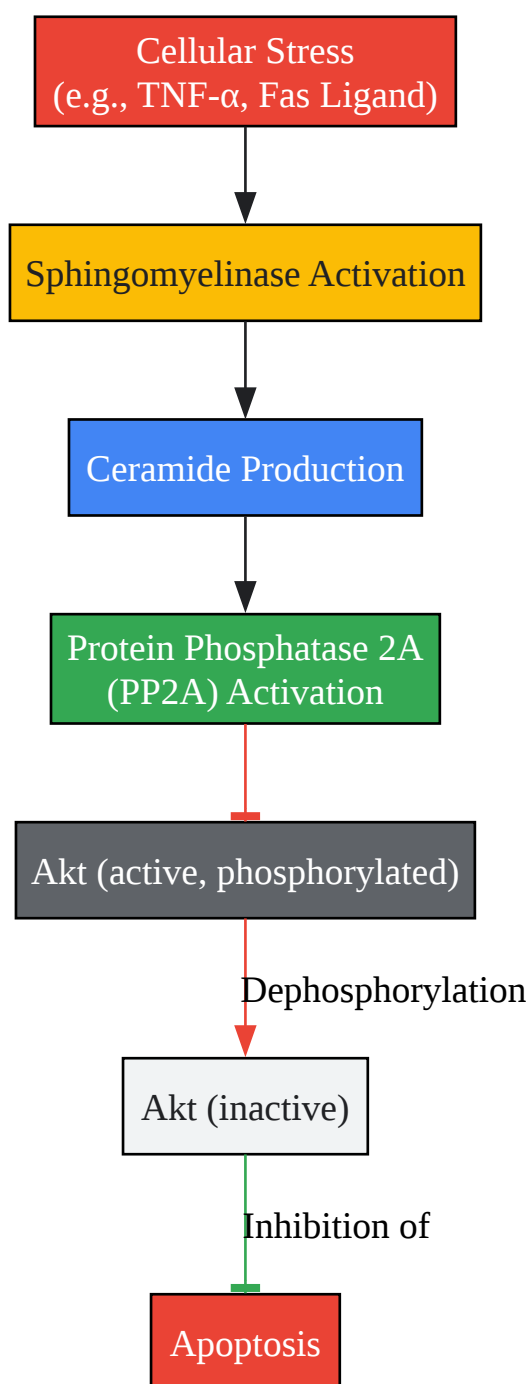 Cellular Stress
(e.g., TNF-α, Fas Ligand)
Sphingomyelinase Activation
Ceramide Production
Protein Phosphatase 2A
(PP2A) Activation
Akt (active, phosphorylated)
Dephosphorylation
Akt (inactive)
Inhibition of
Apoptosis